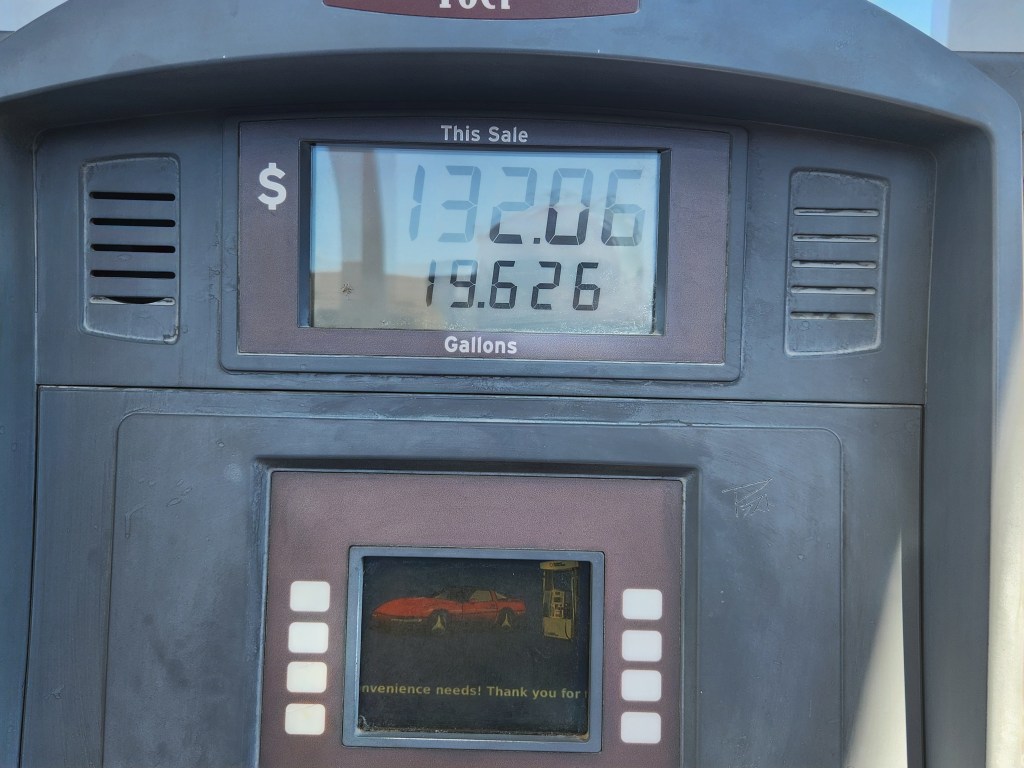 This Sale
$ 132.06
19.626
Gallons
nvenience needs! Thank you for